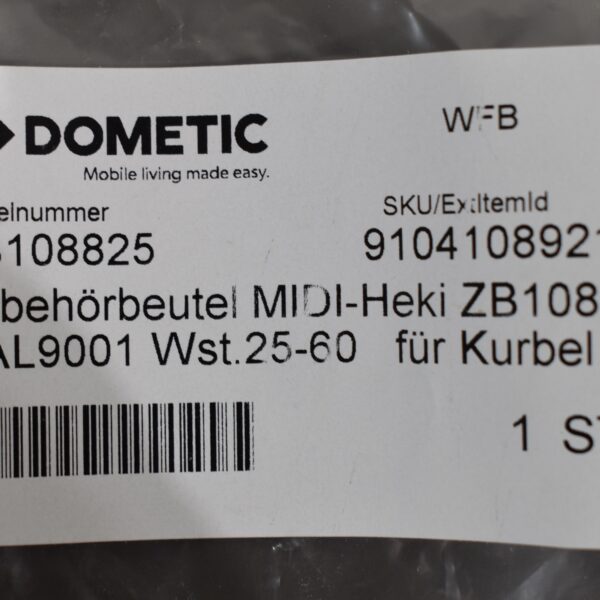 WFB
DOMETIC
Mobile living made easy.
elnummer SKU/ExtItemId
108825 910410892
behörbeutel MIDI-Heki ZB108
AL9001 Wst.25-60 für Kurbel
1 S